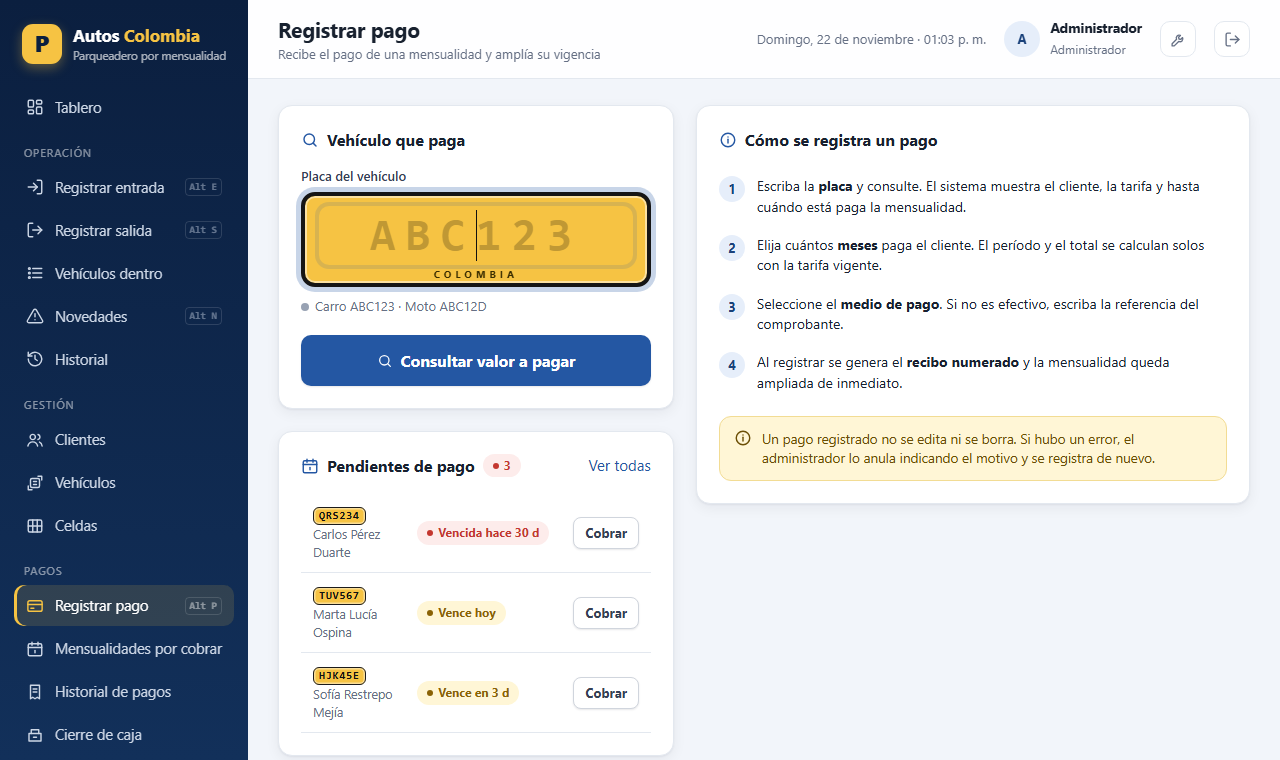 P
Autos Colombia
Parqueadero por mensualidad
Tablero
OPERACIÓN
Registrar entrada Alt E
Registrar salida Alt S
Vehículos dentro
Novedades Alt N
Historial
GESTIÓN
Clientes
Vehículos
Celdas
PAGOS
Registrar pago Alt P
Mensualidades por cobrar
Historial de pagos
Cierre de caja
Registrar pago
Recibe el pago de una mensualidad y amplía su vigencia
Domingo, 22 de noviembre · 01:03 p. m.
A
Administrador
Administrador
Vehículo que paga
Placa del vehículo
ABC123
COLOMBIA
Carro ABC123 · Moto ABC12D
Consultar valor a pagar
Pendientes de pago 3 Ver todas
QRS234
Carlos Pérez
Duarte
Vencida hace 30 d
Cobrar
TUV567
Marta Lucía
Ospina
Vence hoy
Cobrar
HJK45E
Sofía Restrepo
Mejía
Vence en 3 d
Cobrar
Cómo se registra un pago
1 Escriba la placa y consulte. El sistema muestra el cliente, la tarifa y hasta
cuándo está paga la mensualidad.
2 Elija cuántos meses paga el cliente. El período y el total se calculan solos
con la tarifa vigente.
3 Seleccione el medio de pago. Si no es efectivo, escriba la referencia del
comprobante.
4 Al registrar se genera el recibo numerado y la mensualidad queda
ampliada de inmediato.
Un pago registrado no se edita ni se borra. Si hubo un error, el
administrador lo anula indicando el motivo y se registra de nuevo.